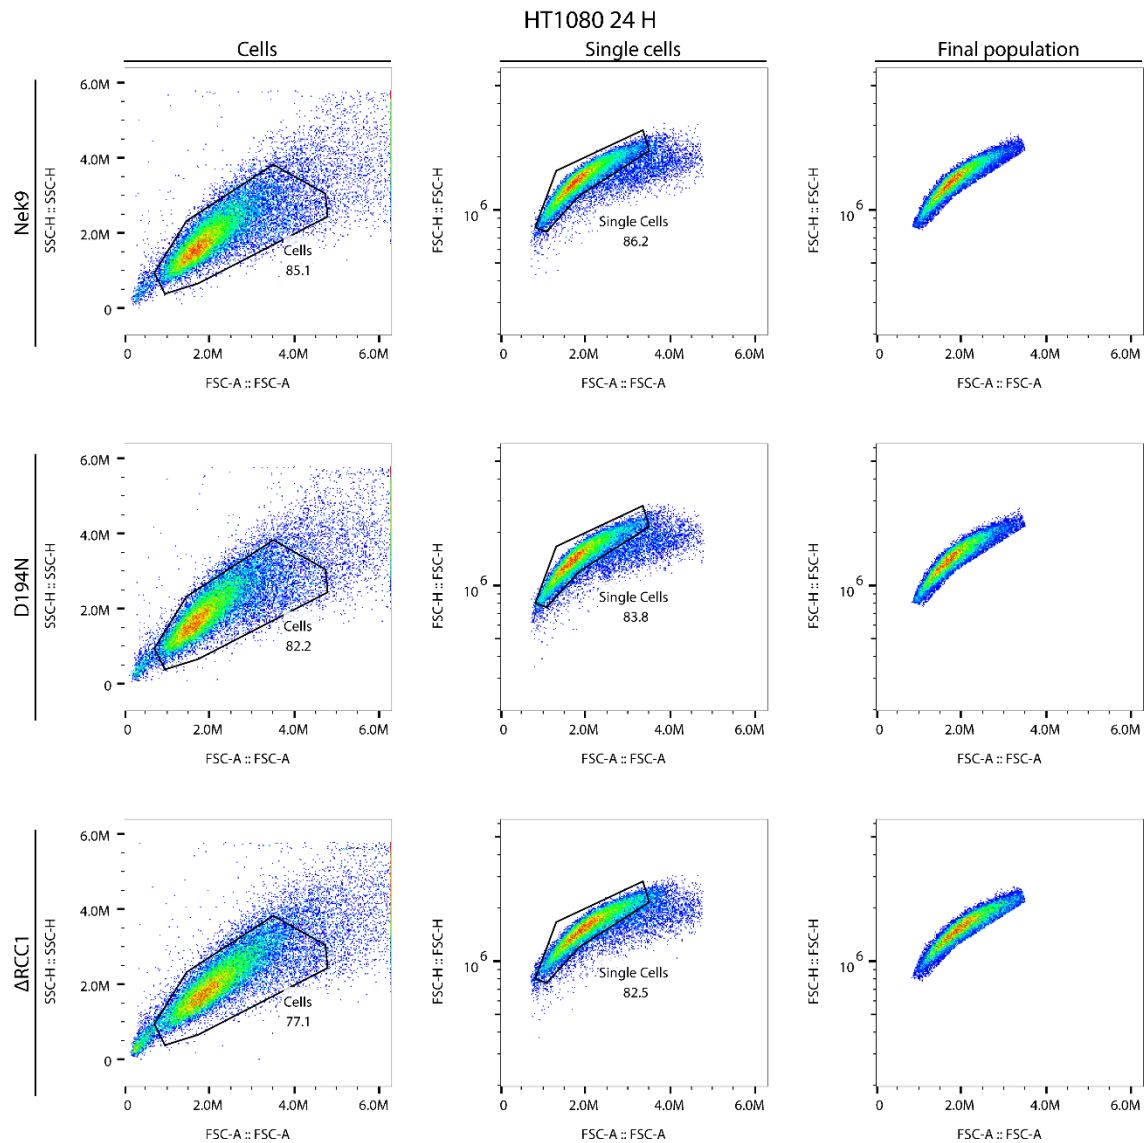 HT1080 24 H
Cells
Single cells
Final population
Nek9
SSC-H :: SSC-H
6.0M
4.0M
2.0M
0
Cells
85.1
0
2.0M
4.0M
6.0M
FSC-A :: FSC-A
FSC-H :: FSC-H
10^6
Single Cells
86.2
0
2.0M
4.0M
6.0M
FSC-A :: FSC-A
FSC-H :: FSC-H
10^6
0
2.0M
4.0M
6.0M
FSC-A :: FSC-A
D194N
SSC-H :: SSC-H
6.0M
4.0M
2.0M
0
Cells
82.2
0
2.0M
4.0M
6.0M
FSC-A :: FSC-A
FSC-H :: FSC-H
10^6
Single Cells
83.8
0
2.0M
4.0M
6.0M
FSC-A :: FSC-A
FSC-H :: FSC-H
10^6
0
2.0M
4.0M
6.0M
FSC-A :: FSC-A
ΔRCC1
SSC-H :: SSC-H
6.0M
4.0M
2.0M
0
Cells
77.1
0
2.0M
4.0M
6.0M
FSC-A :: FSC-A
FSC-H :: FSC-H
10^6
Single Cells
82.5
0
2.0M
4.0M
6.0M
FSC-A :: FSC-A
FSC-H :: FSC-H
10^6
0
2.0M
4.0M
6.0M
FSC-A :: FSC-A